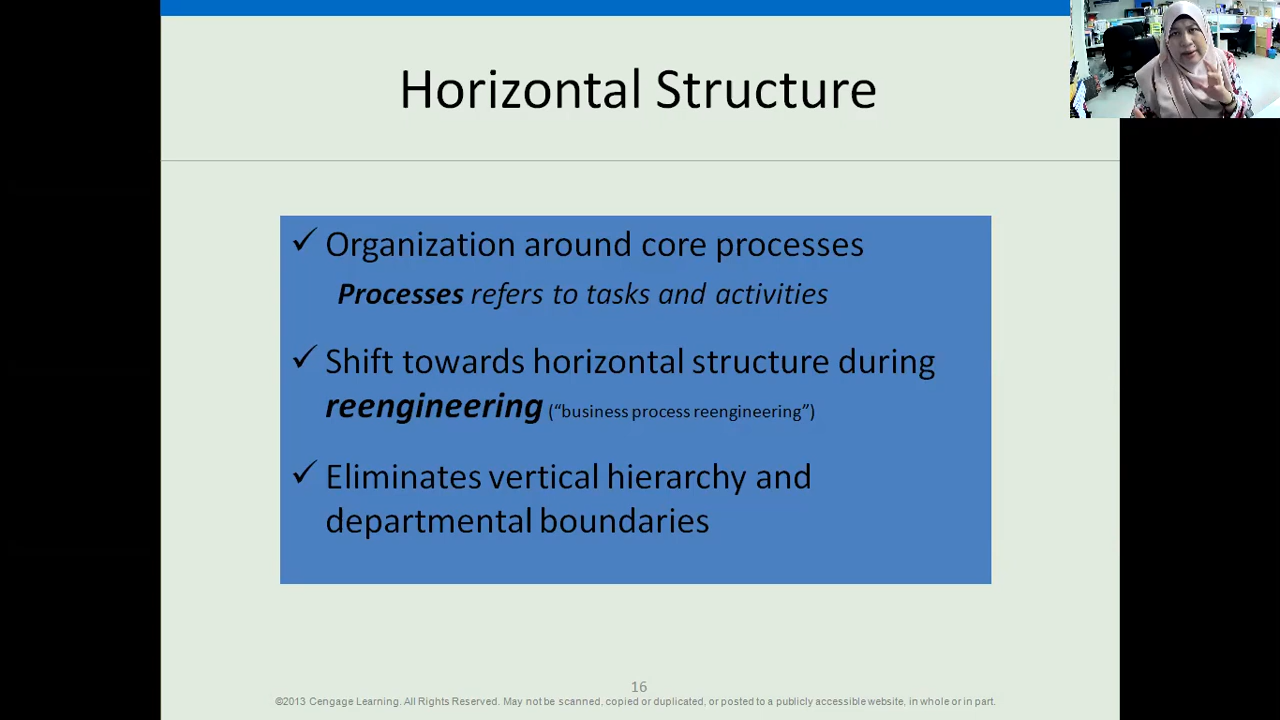 Horizontal Structure
✓ Organization around core processes
Processes refers to tasks and activities
✓ Shift towards horizontal structure during
reengineering (“business process reengineering”)
✓ Eliminates vertical hierarchy and
departmental boundaries
16
©2013 Cengage Learning. All Rights Reserved. May not be scanned, copied or duplicated, or posted to a publicly accessible website, in whole or in part.